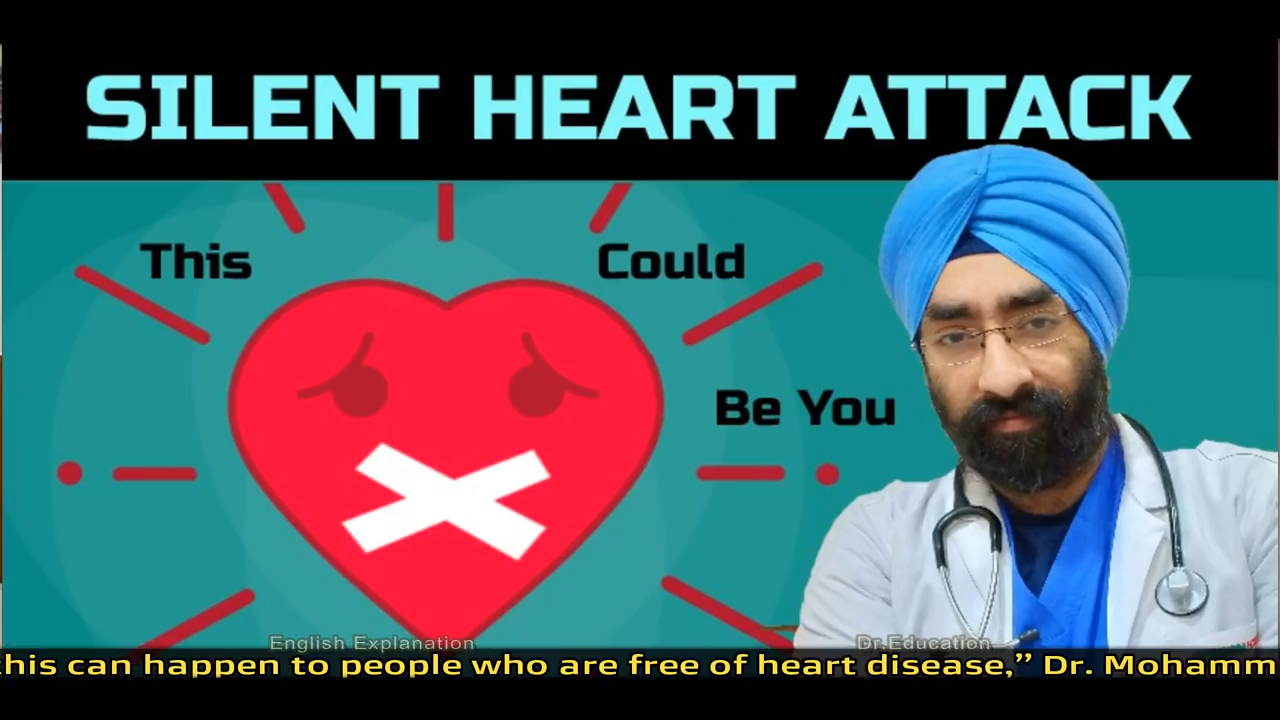 SILENT HEART ATTACK
This Could
Be You
English Explanation Dr.Education
this can happen to people who are free of heart disease,” Dr. Mohamm